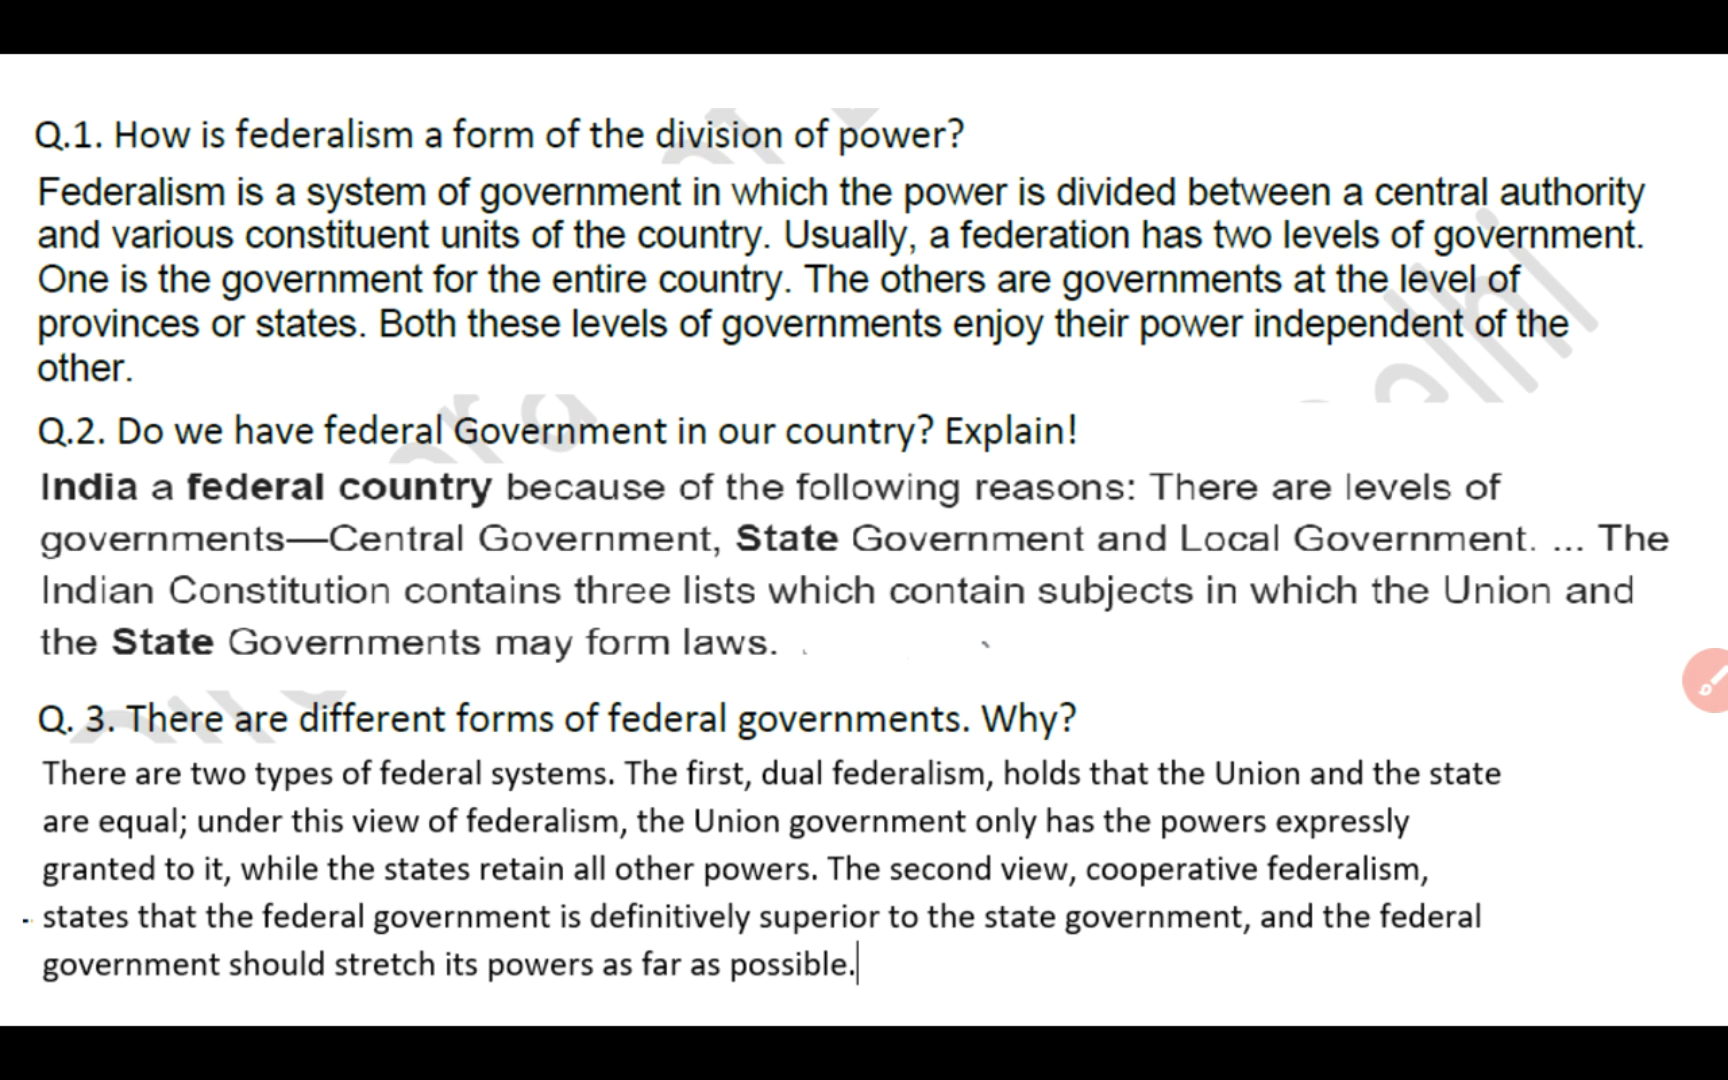 Q.1. How is federalism a form of the division of power?
Federalism is a system of government in which the power is divided between a central authority
and various constituent units of the country. Usually, a federation has two levels of government.
One is the government for the entire country. The others are governments at the level of
provinces or states. Both these levels of governments enjoy their power independent of the
other.
Q.2. Do we have federal Government in our country? Explain!
India a federal country because of the following reasons: There are levels of
governments—Central Government, State Government and Local Government. ... The
Indian Constitution contains three lists which contain subjects in which the Union and
the State Governments may form laws.
Q. 3. There are different forms of federal governments. Why?
There are two types of federal systems. The first, dual federalism, holds that the Union and the state
are equal; under this view of federalism, the Union government only has the powers expressly
granted to it, while the states retain all other powers. The second view, cooperative federalism,
states that the federal government is definitively superior to the state government, and the federal
government should stretch its powers as far as possible.